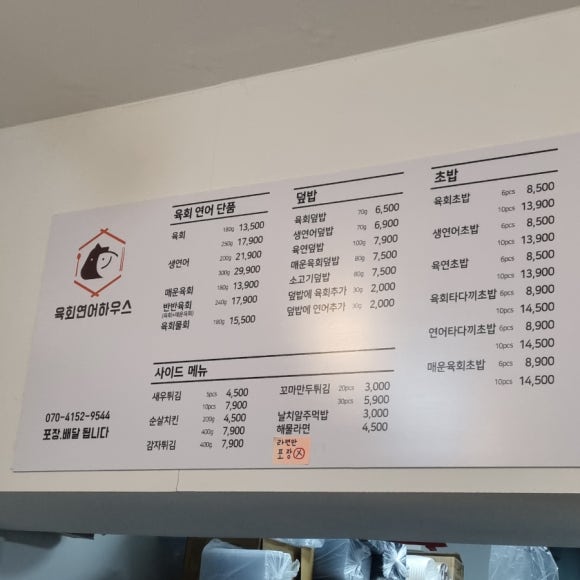 육회연어하우스
070-4152-9544
포장.배달 됩니다
육회 연어 단품
육회 180g 13,500
250g 17,900
생연어 200g 21,900
300g 29,900
매운육회 180g 13,900
반반육회 240g 17,900
(육회+매운육회)
육회물회 180g 15,500
덮밥
육회덮밥 70g 6,500
생연어덮밥 70g 6,900
육연덮밥 100g 7,900
매운육회덮밥 80g 7,500
소고기덮밥 80g 7,500
덮밥에 육회추가 30g 2,000
덮밥에 연어추가 30g 2,000
초밥
육회초밥 6pcs 8,500
10pcs 13,900
생연어초밥 6pcs 8,500
10pcs 13,900
육연초밥 6pcs 8,500
10pcs 13,900
육회타다끼초밥 6pcs 8,900
10pcs 14,500
연어타다끼초밥 6pcs 8,900
10pcs 14,500
매운육회초밥 6pcs 8,900
10pcs 14,500
사이드 메뉴
새우튀김 5pcs 4,500
10pcs 7,900
순살치킨 200g 4,500
400g 7,900
감자튀김 400g 7,900
꼬마만두튀김 20pcs 3,000
30pcs 5,900
날치알주먹밥 3,000
해물라면 4,500
라면만
포장 X